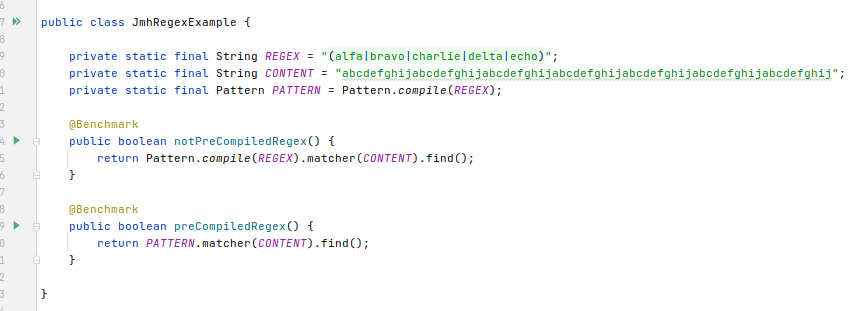 6
7 public class JmhRegexExample {
8
9 private static final String REGEX = "(alfa|bravo|charlie|delta|echo)";
0 private static final String CONTENT = "abcdefghijabcdefghijabcdefghijabcdefghijabcdefghijabcdefghijabcdefghij";
1 private static final Pattern PATTERN = Pattern.compile(REGEX);
2
3 @Benchmark
4 public boolean notPreCompiledRegex() {
5 return Pattern.compile(REGEX).matcher(CONTENT).find();
6 }
7
8 @Benchmark
9 public boolean preCompiledRegex() {
0 return PATTERN.matcher(CONTENT).find();
1 }
2
3 }